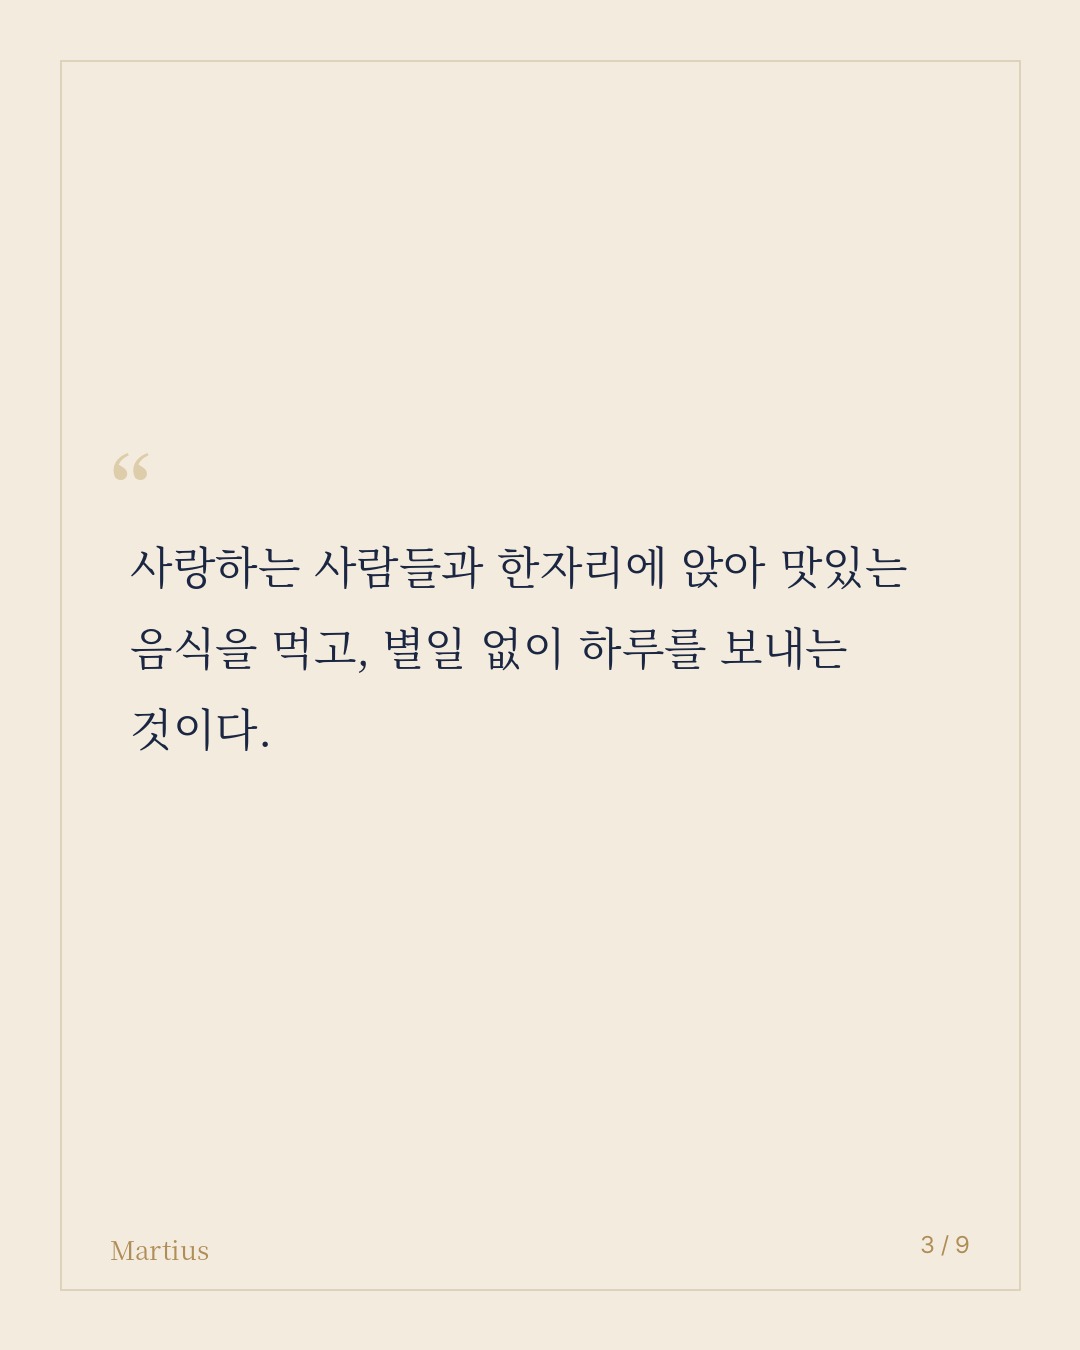 “
사랑하는 사람들과 한자리에 앉아 맛있는
음식을 먹고, 별일 없이 하루를 보내는
것이다.
Martius
3 / 9